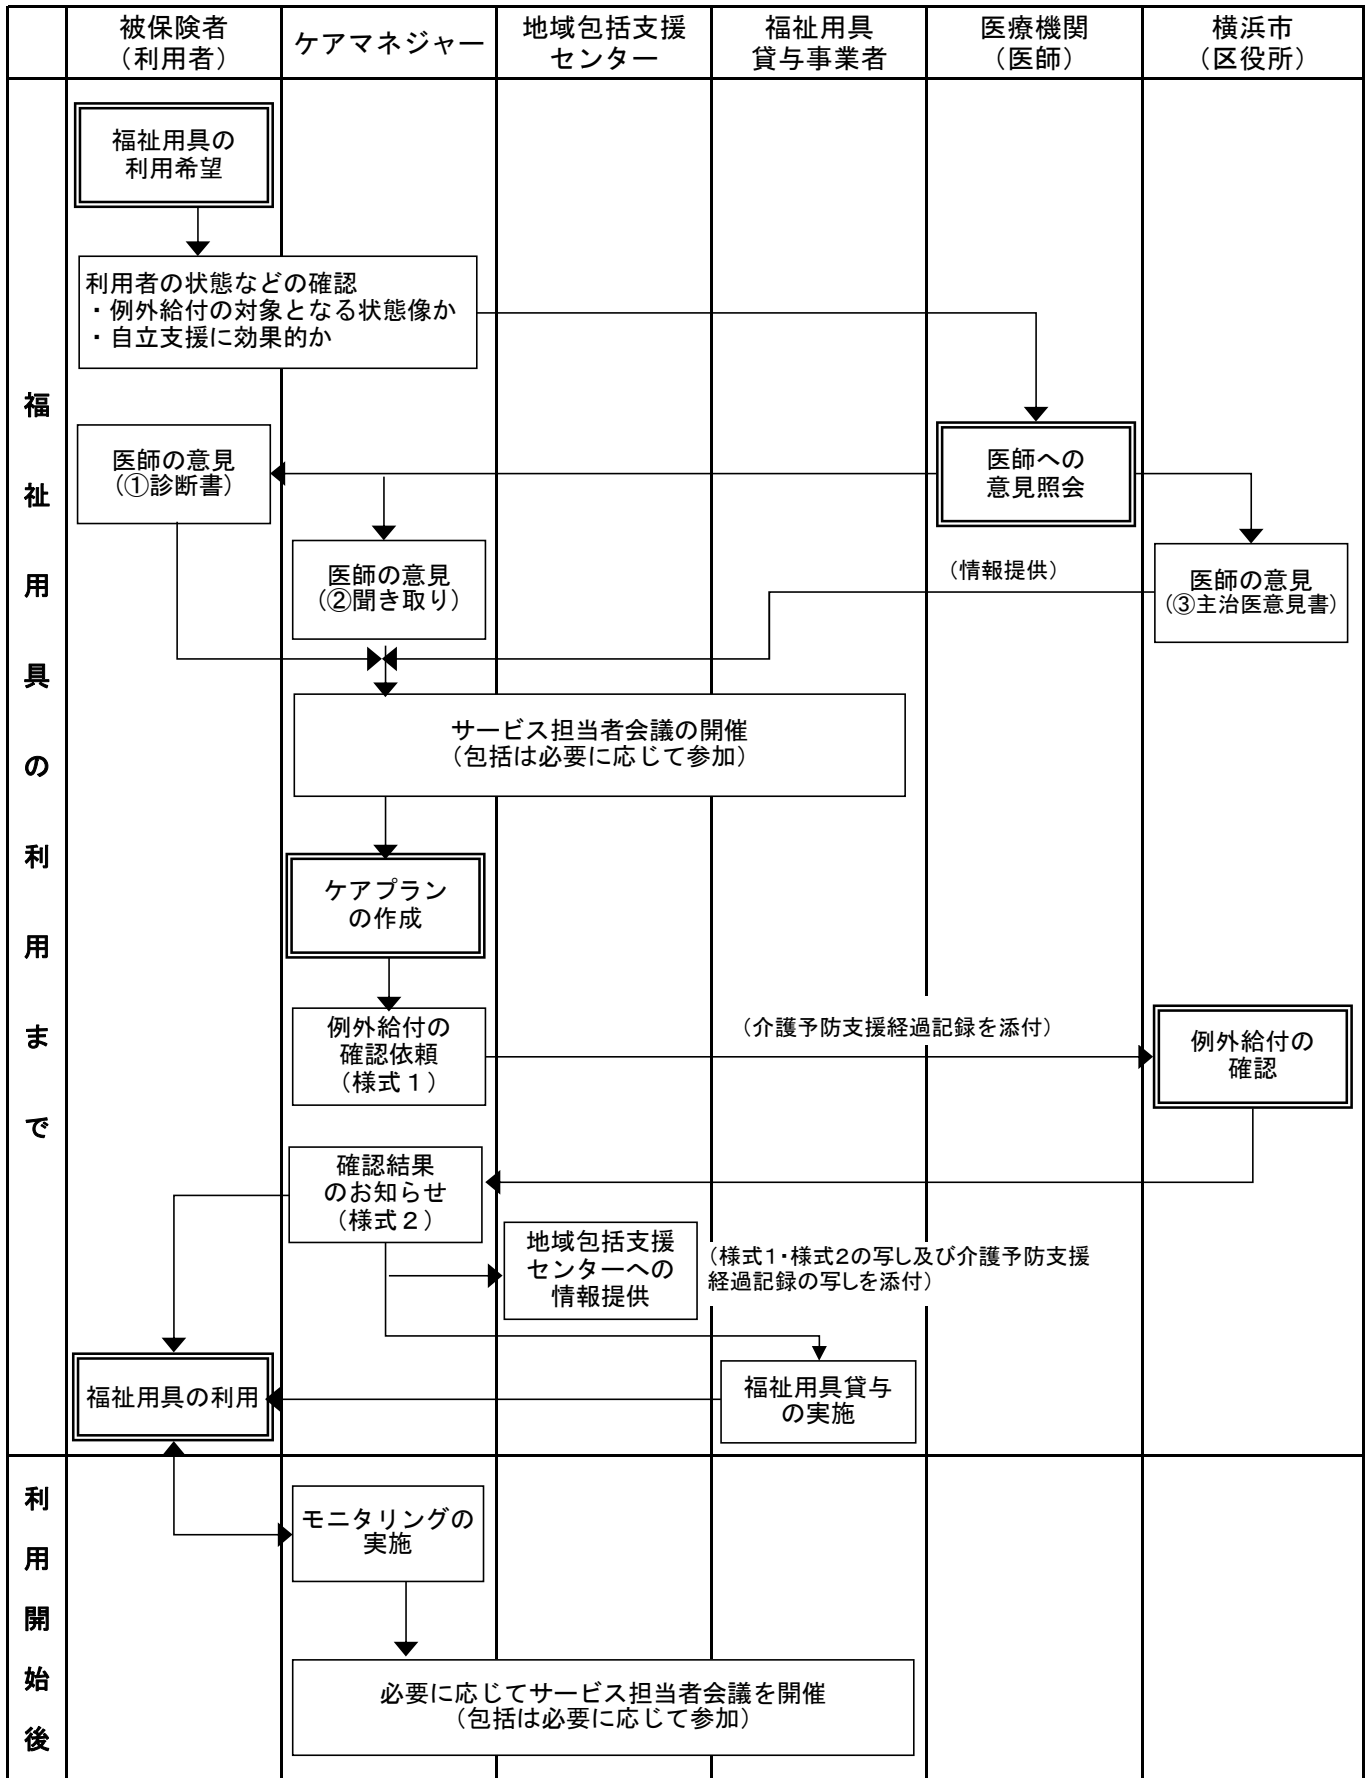 被保険者
（利用者）
ケアマネジャー
地域包括支援
センター
福祉用具
貸与事業者
医療機関
（医師）
横浜市
（区役所）
福祉用具の利用まで
福祉用具の
利用希望
利用者の状態などの確認
・例外給付の対象となる状態像か
・自立支援に効果的か
医師への
意見照会
医師の意見
（①診断書）
医師の意見
（②聞き取り）
（情報提供）
医師の意見
（③主治医意見書）
サービス担当者会議の開催
（包括は必要に応じて参加）
ケアプラン
の作成
例外給付の
確認依頼
（様式１）
（介護予防支援経過記録を添付）
例外給付の
確認
確認結果
のお知らせ
（様式２）
地域包括支援
センターへの
情報提供
（様式1・様式2の写し及び介護予防支援
経過記録の写しを添付）
福祉用具の利用
福祉用具貸与
の実施
利用開始後
モニタリングの
実施
必要に応じてサービス担当者会議を開催
（包括は必要に応じて参加）